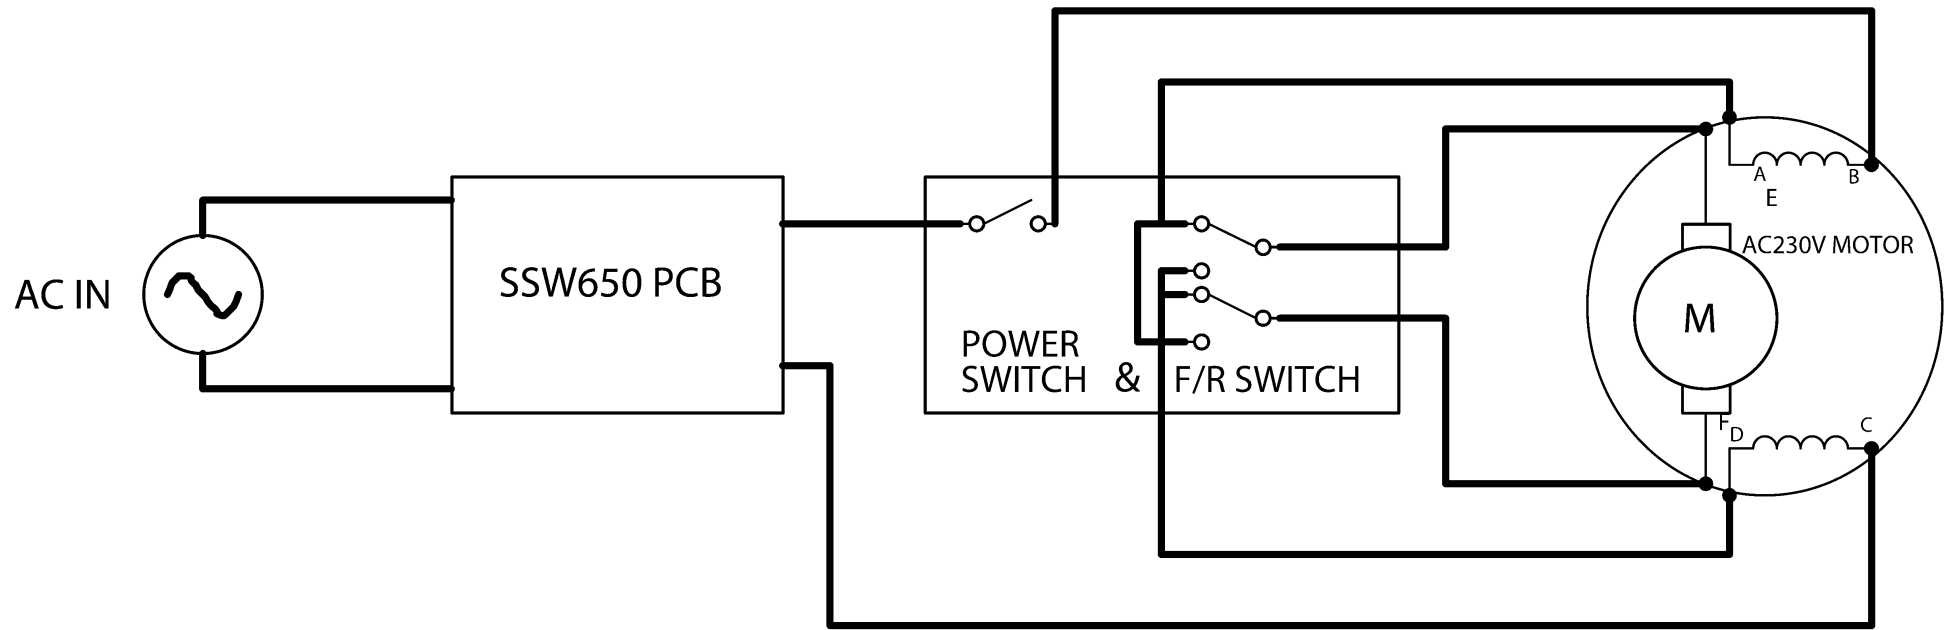 AC IN
SSW650 PCB
POWER
SWITCH & F/R SWITCH
A
B
E
AC230V MOTOR
M
F
D
C